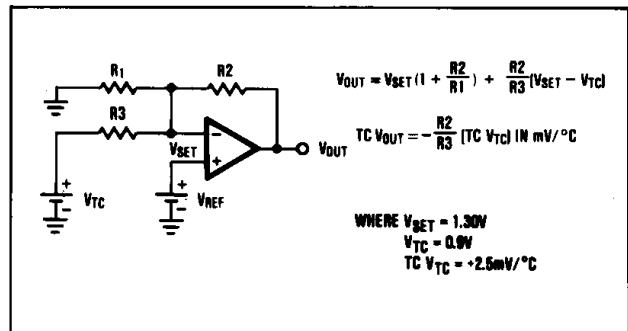 R1
R2
R3
VSET
VTC
VREF
VOUT
+
−
+
−
−
+
VOUT = VSET (1 + R2/R1) + R2/R3 (VSET − VTC)
TC VOUT = − R2/R3 (TC VTC) IN mV/°C
WHERE VSET = 1.30V
VTC = 0.9V
TC VTC = +2.5mV/°C